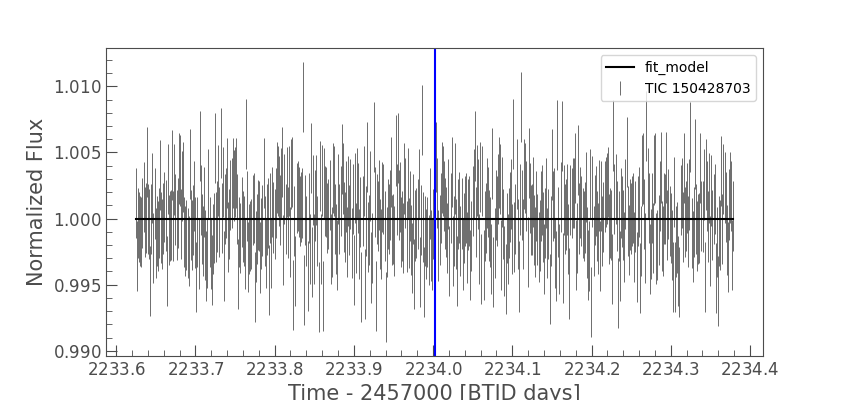 fit_model
TIC 150428703
1.010
1.005
1.000
0.995
0.990
Normalized Flux
2233.6 2233.7 2233.8 2233.9 2234.0 2234.1 2234.2 2234.3 2234.4
Time - 2457000 [BTJD days]